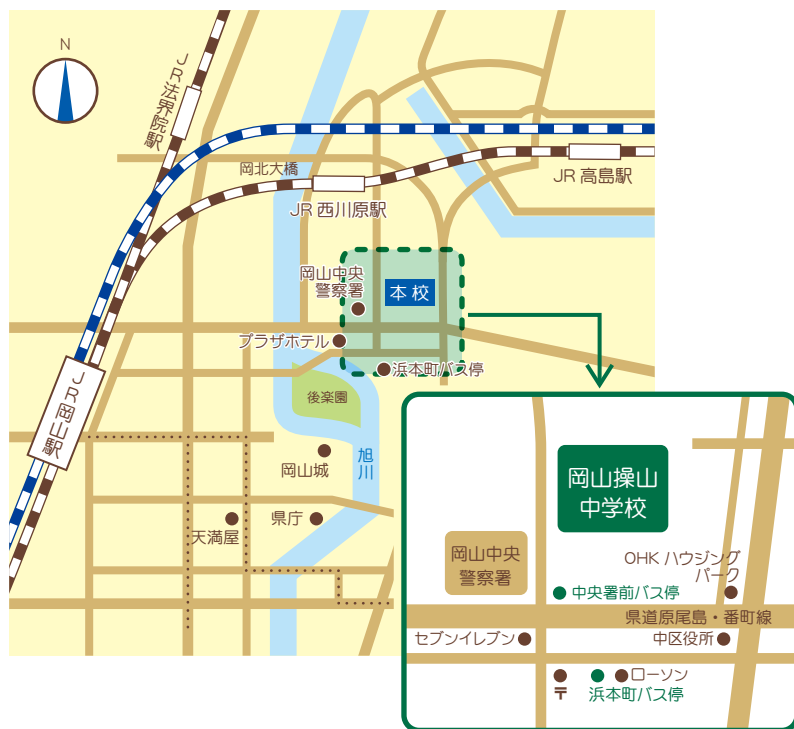 N
JR法界院駅
岡北大橋
JR 西川原駅
JR 高島駅
岡山中央
警察署
本 校
プラザホテル
浜本町バス停
JR岡山駅
後楽園
旭川
岡山城
県庁
天満屋
岡山操山
中学校
岡山中央
警察署
OHK ハウジング
パーク
中央署前バス停
県道原尾島・番町線
セブンイレブン
中区役所
ローソン
〒
浜本町バス停